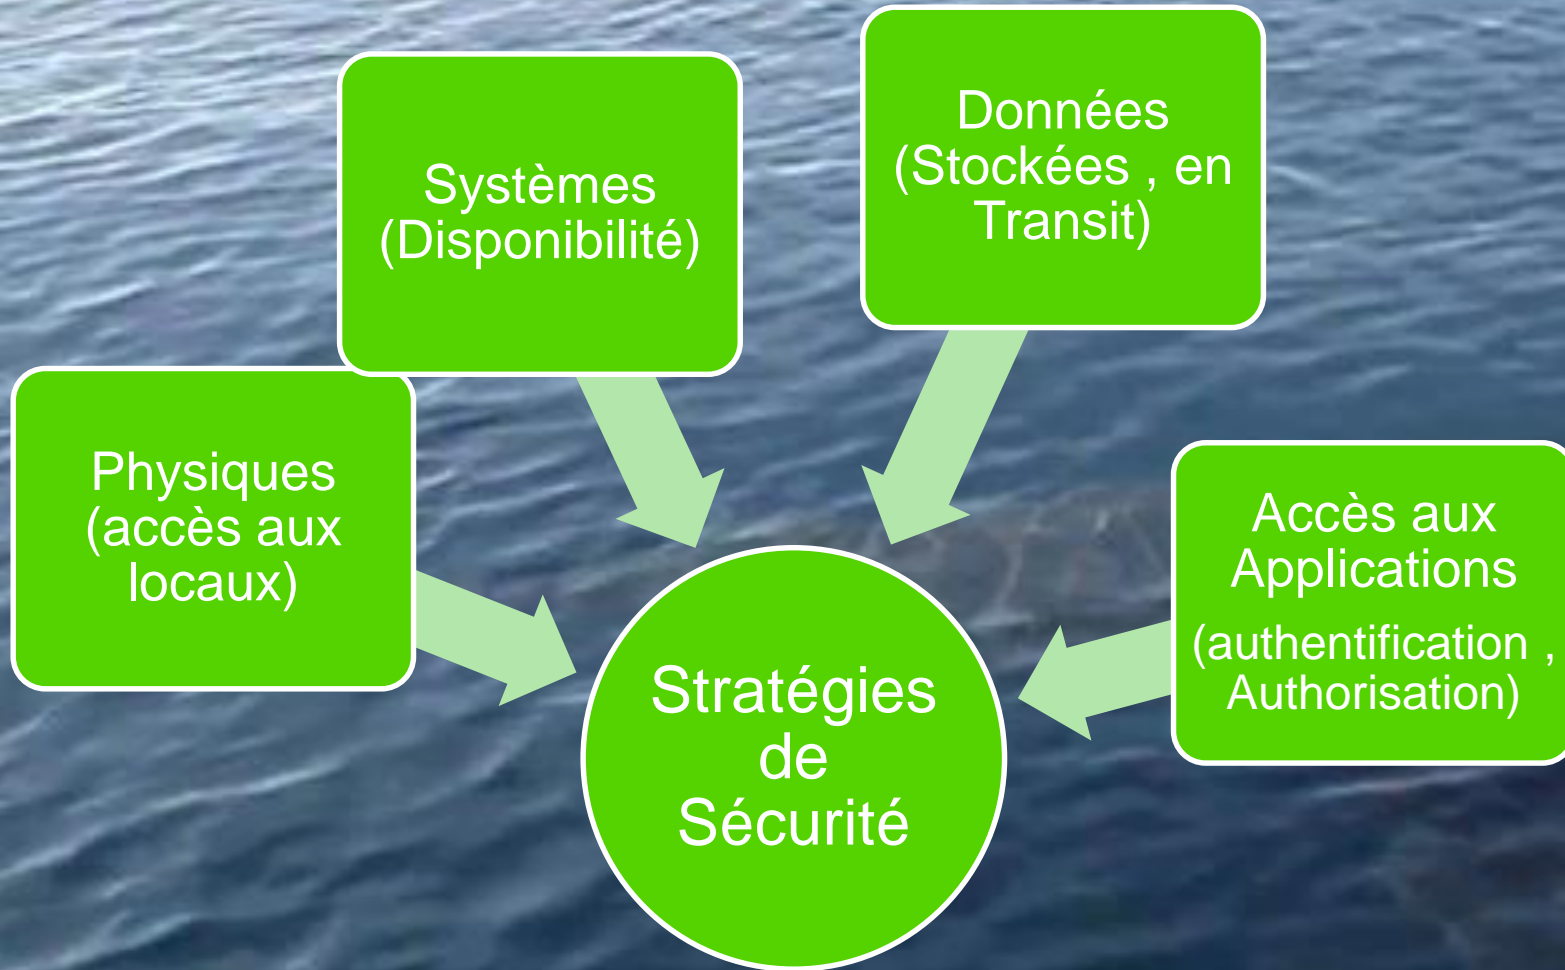 Données
(Stockées , en
Transit)
Systèmes
(Disponibilité)
Physiques
(accès aux
locaux)
Accès aux
Applications
(authentification ,
Authorisation)
Stratégies
de
Sécurité